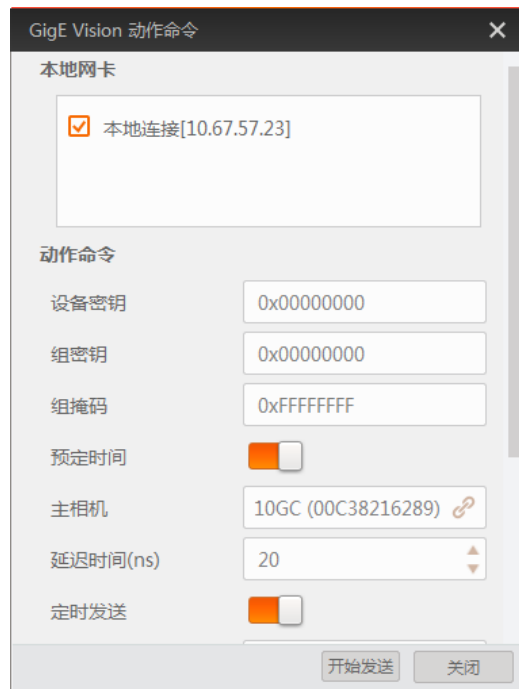 GigE Vision 动作命令
本地网卡
本地连接[10.67.57.23]
动作命令
设备密钥 0x00000000
组密钥 0x00000000
组掩码 0xFFFFFFFF
预定时间
主相机 10GC (00C38216289)
延迟时间(ns) 20
定时发送
开始发送 关闭